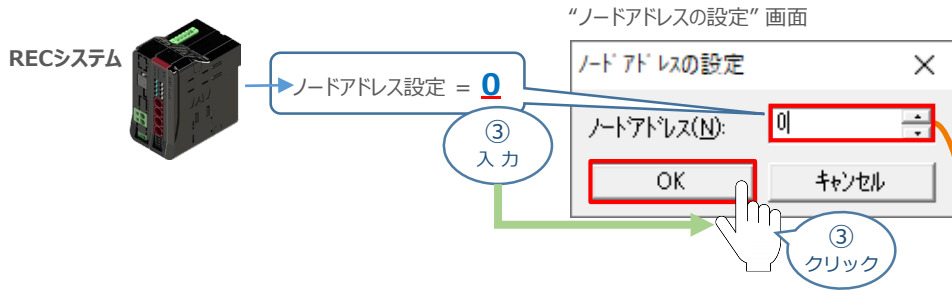 “ノードアドレスの設定” 画面
RECシステム
ノードアドレス設定 = 0
③
入 力
ノードアドレスの設定
ノードアドレス(N):
0
OK
キャンセル
③
クリック